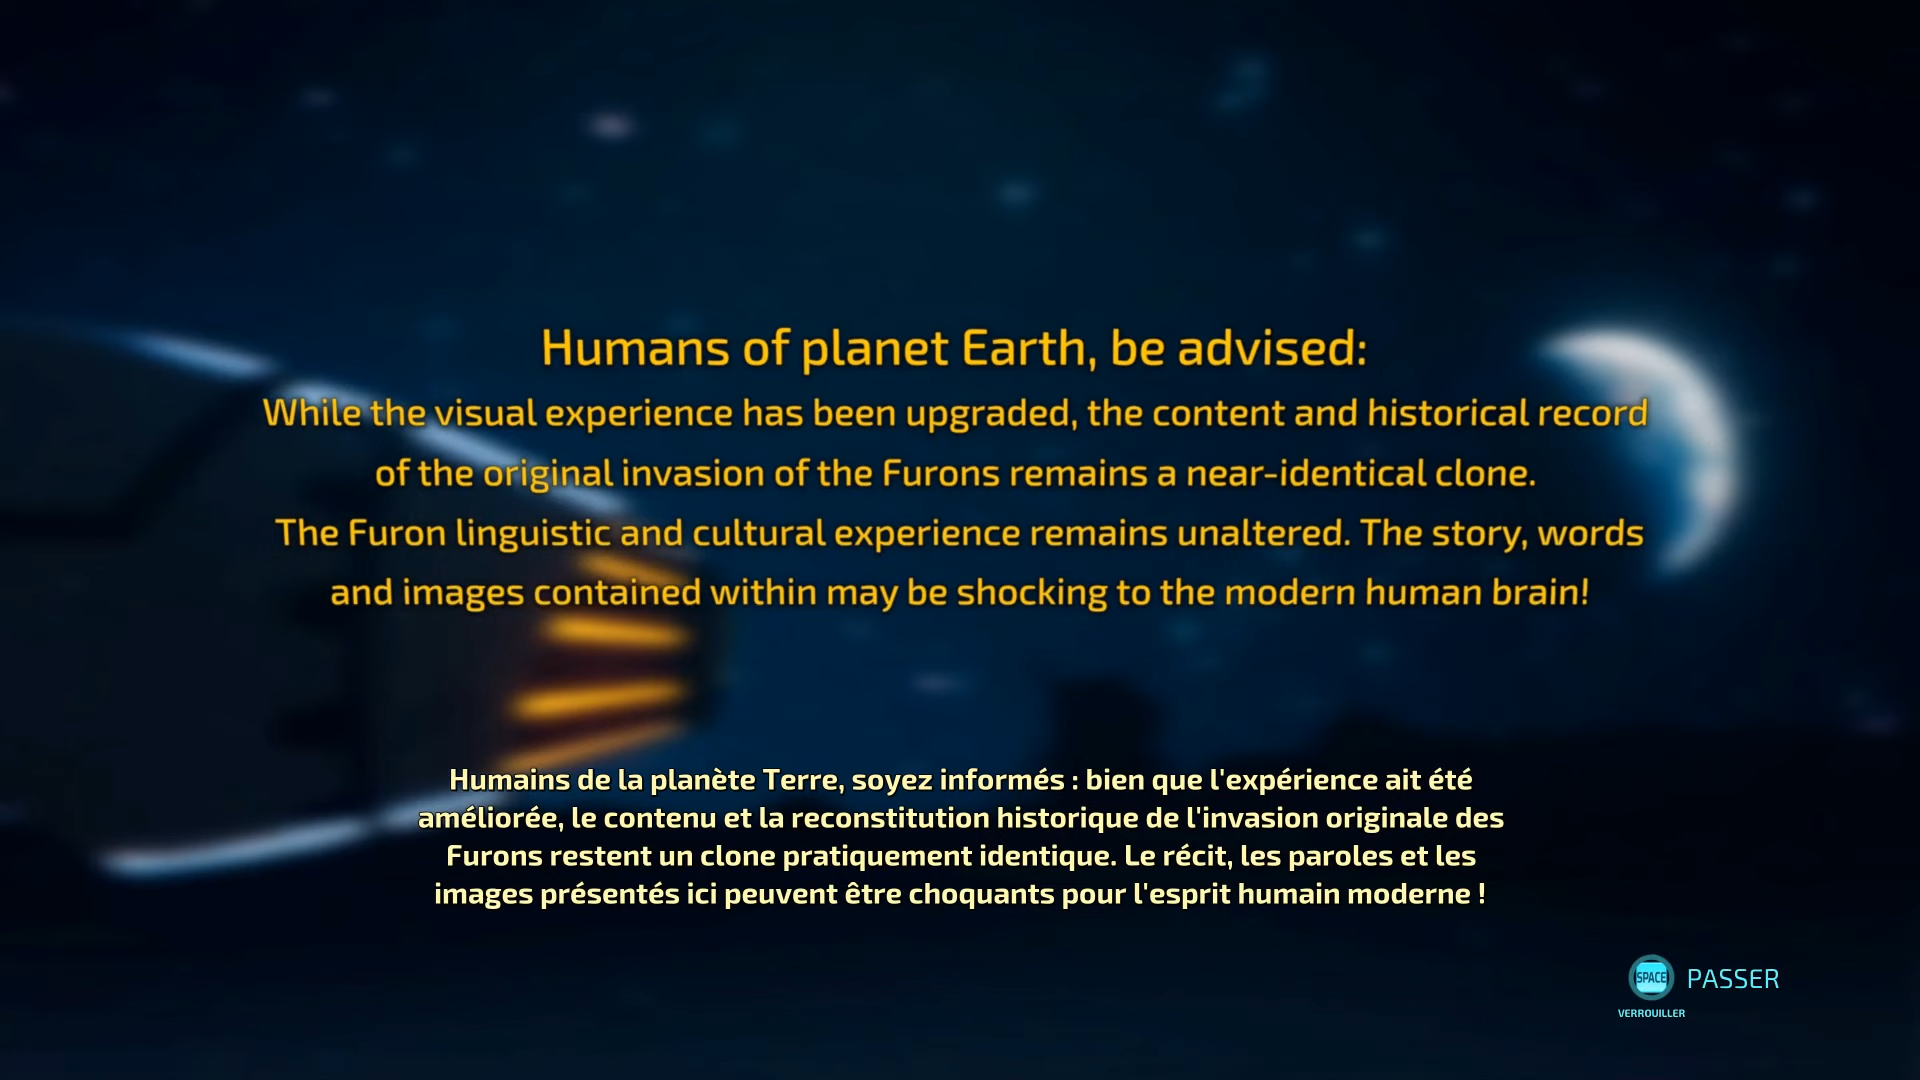 Humans of planet Earth, be advised:
While the visual experience has been upgraded, the content and historical record
of the original invasion of the Furons remains a near-identical clone.
The Furon linguistic and cultural experience remains unaltered. The story, words
and images contained within may be shocking to the modern human brain!
Humains de la planète Terre, soyez informés : bien que l'expérience ait été
améliorée, le contenu et la reconstitution historique de l'invasion originale des
Furons restent un clone pratiquement identique. Le récit, les paroles et les
images présentés ici peuvent être choquants pour l'esprit humain moderne !
SPACE PASSER
VERROUILLER